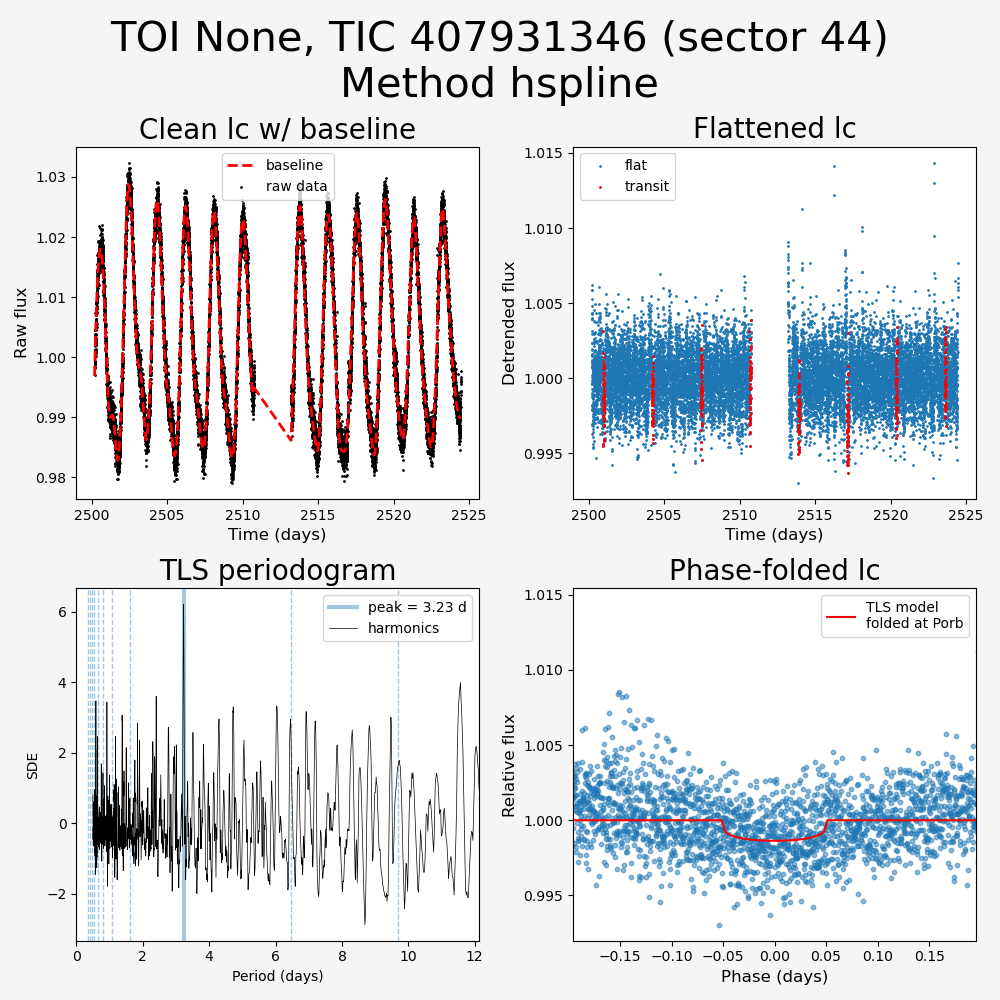 TOI None, TIC 407931346 (sector 44)
Method hspline
Clean lc w/ baseline
baseline
raw data
1.03
1.02
1.01
1.00
0.99
0.98
Raw flux
2500
2505
2510
2515
2520
2525
Time (days)
Flattened lc
flat
transit
1.015
1.010
1.005
1.000
0.995
Detrended flux
2500
2505
2510
2515
2520
2525
Time (days)
TLS periodogram
peak = 3.23 d
harmonics
6
4
2
0
−2
SDE
0
2
4
6
8
10
12
Period (days)
Phase-folded lc
TLS model
folded at Porb
1.015
1.010
1.005
1.000
0.995
Relative flux
−0.15
−0.10
−0.05
0.00
0.05
0.10
0.15
Phase (days)